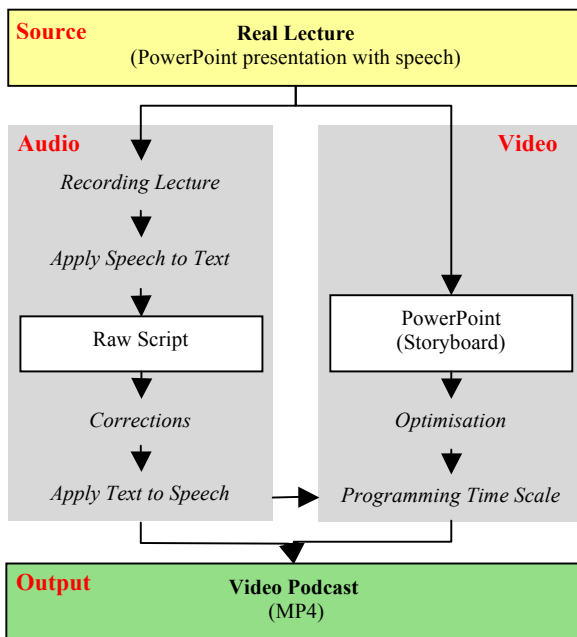 Source
Real Lecture
(PowerPoint presentation with speech)
Audio
Recording Lecture
Apply Speech to Text
Raw Script
Corrections
Apply Text to Speech
Video
PowerPoint
(Storyboard)
Optimisation
Programming Time Scale
Output
Video Podcast
(MP4)